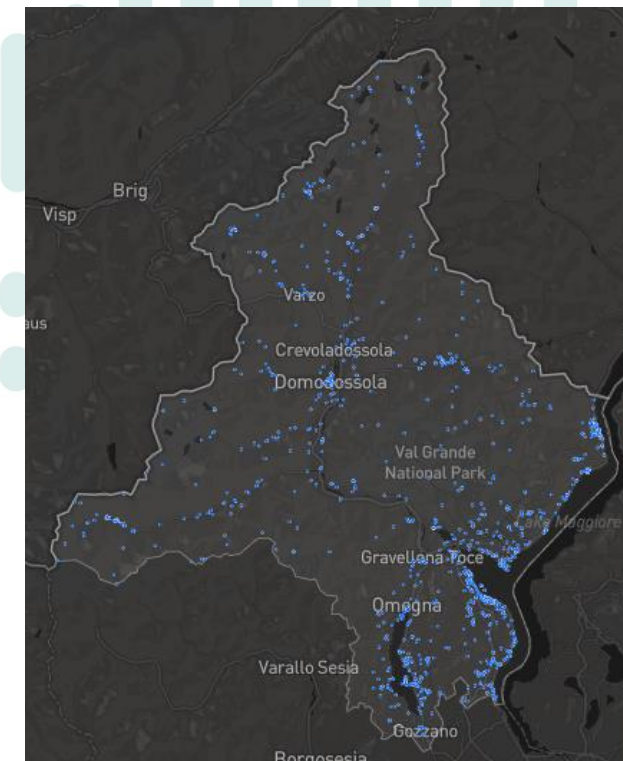 Brig
Visp
Varzo
aus
Crevoladossola
Domodossola
Val Grande
National Park
Lake Maggiore
Gravellona Toce
Omegna
Varallo Sesia
Gozzano
Borgosesia